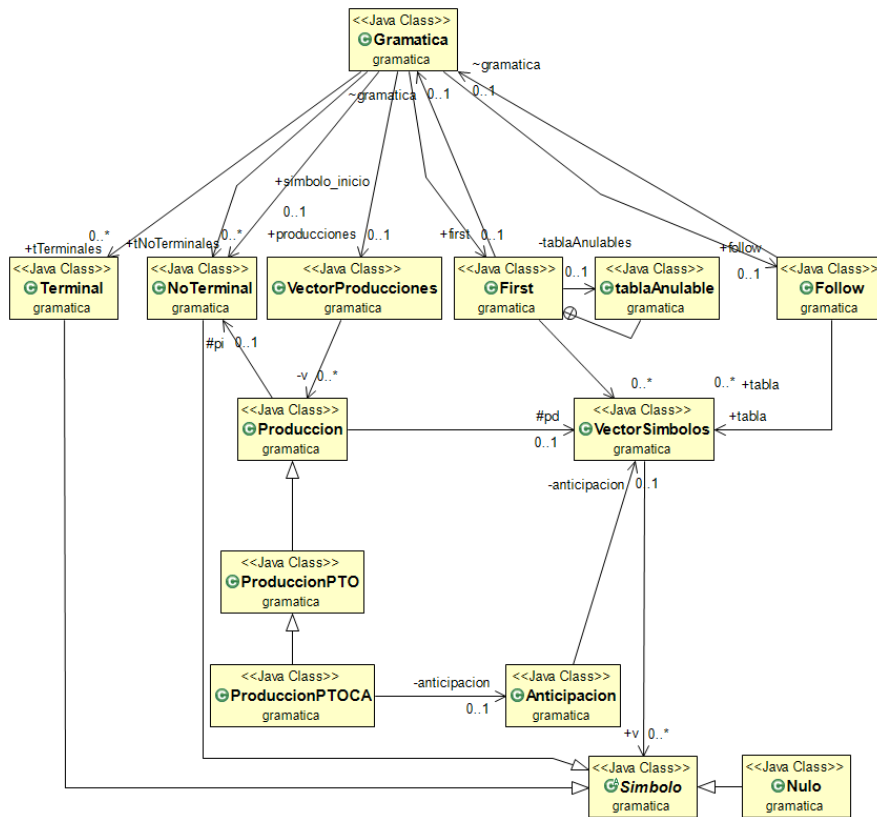 <<Java Class>>
Gramatica
gramatica
~gramatica
~gramatica
0..1
0..1
+simbolo_inicio
0..1
0..*
+tTerminales
+tNoTerminales
0..*
+producciones
0..1
+first
0..1
-tablaAnulables
0..1
+follow
0..1
<<Java Class>>
Terminal
gramatica
<<Java Class>>
NoTerminal
gramatica
<<Java Class>>
VectorProducciones
gramatica
<<Java Class>>
First
gramatica
<<Java Class>>
tablaAnulable
gramatica
<<Java Class>>
Follow
gramatica
#pi
0..1
-v
0..*
0..*
0..*
+tabla
<<Java Class>>
Produccion
gramatica
#pd
0..1
<<Java Class>>
VectorSimbolos
gramatica
+tabla
-anticipacion
0..1
<<Java Class>>
ProduccionPTO
gramatica
<<Java Class>>
ProduccionPTOCA
gramatica
-anticipacion
0..1
<<Java Class>>
Anticipacion
gramatica
+v
0..*
<<Java Class>>
Simbolo
gramatica
<<Java Class>>
Nulo
gramatica